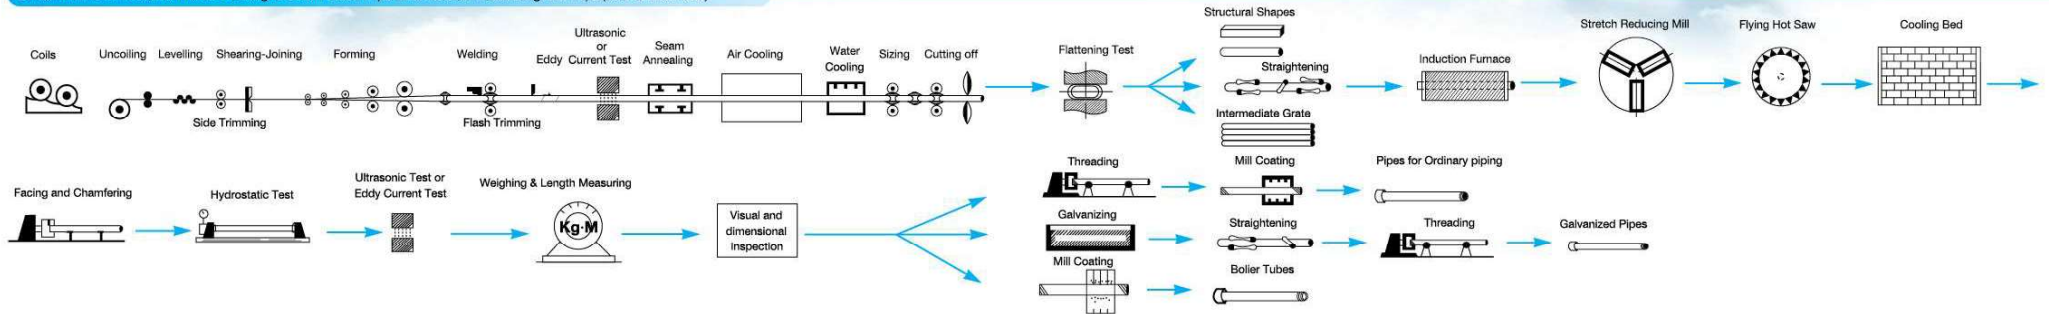 Coils
Uncoiling
Levelling
Shearing-Joining
Side Trimming
Forming
Welding
Flash Trimming
Ultrasonic
or
Eddy Current Test
Seam
Annealing
Air Cooling
Water
Cooling
Sizing
Cutting off
Flattening Test
Structural Shapes
Straightening
Intermediate Grate
Induction Furnace
Stretch Reducing Mill
Flying Hot Saw
Cooling Bed
Facing and Chamfering
Hydrostatic Test
Ultrasonic Test or
Eddy Current Test
Weighing & Length Measuring
Kg·M
Visual and
dimensional
inspection
Threading
Mill Coating
Pipes for Ordinary piping
Galvanizing
Straightening
Threading
Galvanized Pipes
Mill Coating
Bolier Tubes